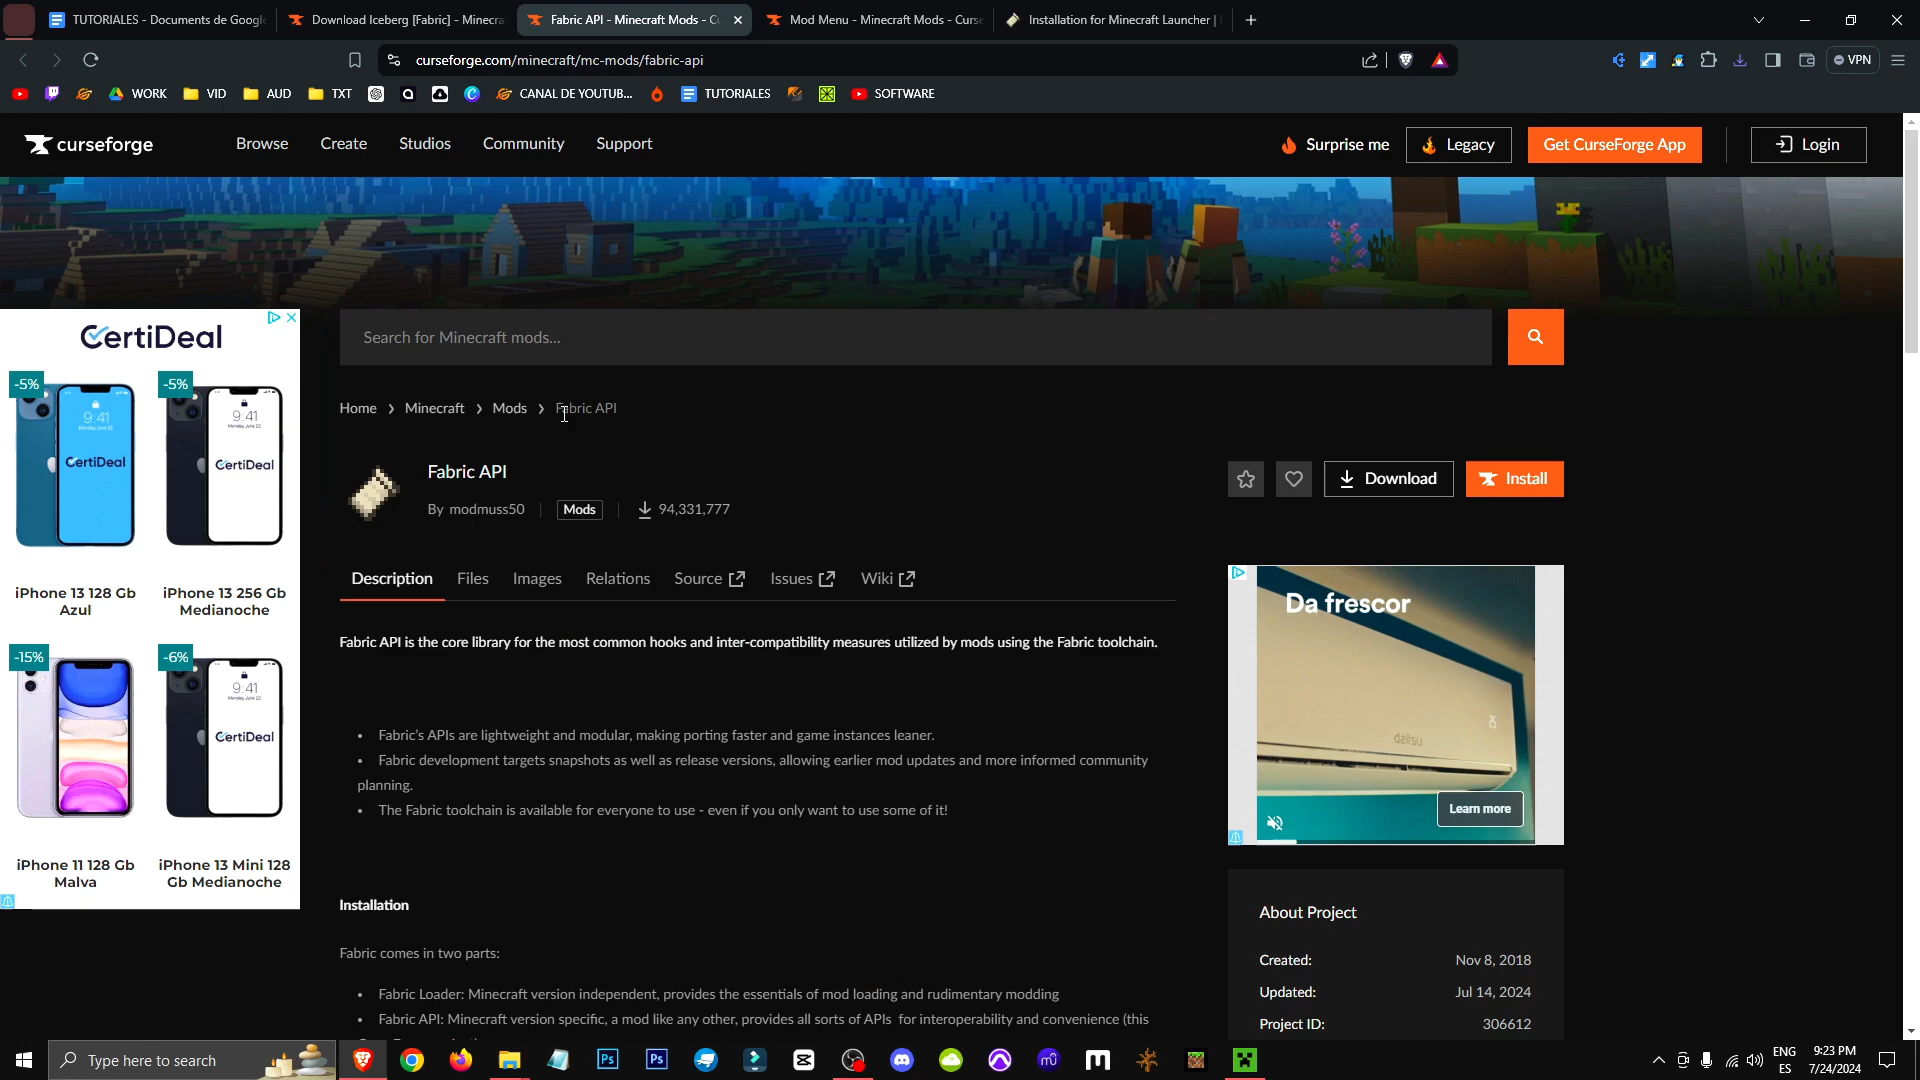 TUTORIALES - Documentos de Google
Download Iceberg [Fabric] - Minecra
Fabric API - Minecraft Mods - Cu
Mod Menu - Minecraft Mods - Curse
Installation for Minecraft Launcher |
curseforge.com/minecraft/mc-mods/fabric-api
VPN
WORK
VID
AUD
TXT
CANAL DE YOUTUB...
TUTORIALES
SOFTWARE
curseforge
Browse
Create
Studios
Community
Support
Surprise me
Legacy
Get CurseForge App
Login
Search for Minecraft mods...
Home > Minecraft > Mods > Fabric API
Fabric API
By modmuss50
Mods
94,331,777
Download
Install
Description
Files
Images
Relations
Source
Issues
Wiki
Fabric API is the core library for the most common hooks and inter-compatibility measures utilized by mods using the Fabric toolchain.
• Fabric's APIs are lightweight and modular, making porting faster and game instances leaner.
• Fabric development targets snapshots as well as release versions, allowing earlier mod updates and more informed community
planning.
• The Fabric toolchain is available for everyone to use - even if you only want to use some of it!
Installation
Fabric comes in two parts:
• Fabric Loader: Minecraft version independent, provides the essentials of mod loading and rudimentary modding
• Fabric API: Minecraft version specific, a mod like any other, provides all sorts of APIs for interoperability and convenience (this
CertiDeal
-5%
-5%
9:41
9:41
CertiDeal
CertiDeal
iPhone 13 128 Gb
Azul
iPhone 13 256 Gb
Medianoche
-15%
-6%
9:41
CertiDeal
iPhone 11 128 Gb
Malva
iPhone 13 Mini 128
Gb Medianoche
Da frescor
daitsu
Learn more
About Project
Created:
Nov 8, 2018
Updated:
Jul 14, 2024
Project ID:
306612
Type here to search
Ps
Ps
ENG
ES
9:23 PM
7/24/2024